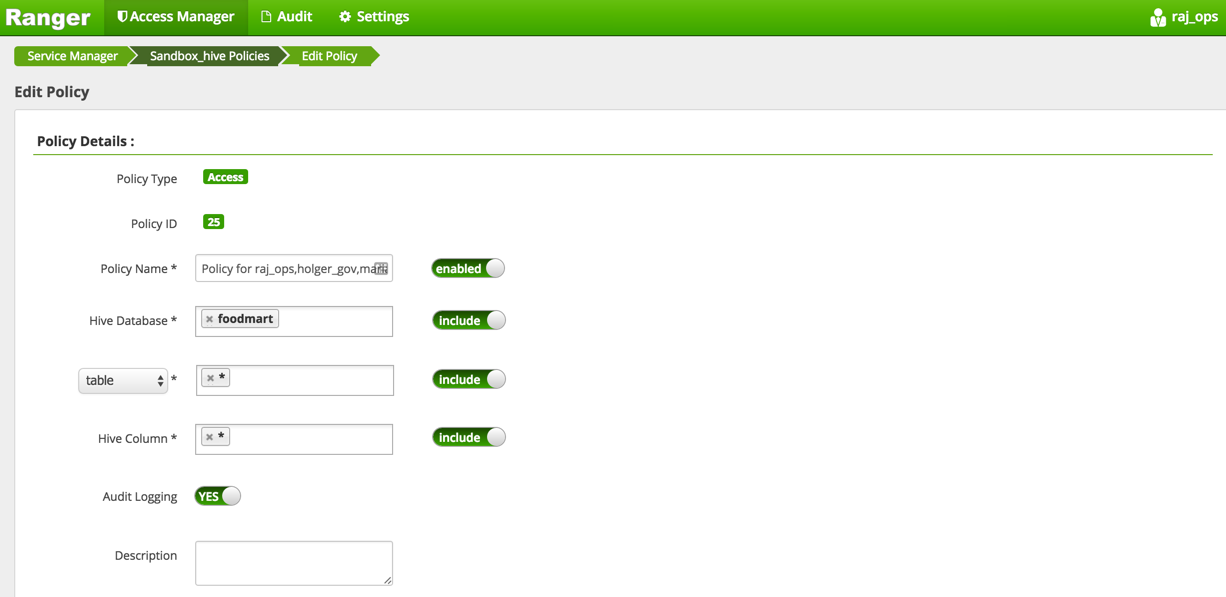 Ranger Access Manager Audit Settings raj_ops
Service Manager Sandbox_hive Policies Edit Policy
Edit Policy
Policy Details :
Policy Type Access
Policy ID 25
Policy Name * Policy for raj_ops,holger_gov, enabled
Hive Database * × foodmart include
table * × * include
Hive Column * × * include
Audit Logging YES
Description